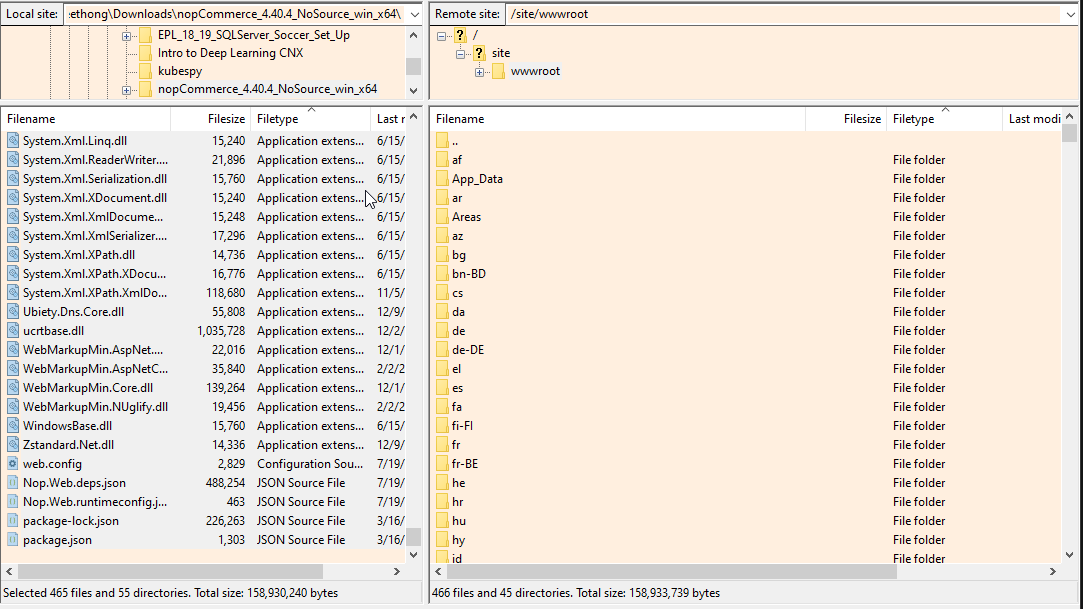 Local site: :ethong\Downloads\nopCommerce_4.40.4_NoSource_win_x64\
EPL_18_19_SQLServer_Soccer_Set_Up
Intro to Deep Learning CNX
kubespy
nopCommerce_4.40.4_NoSource_win_x64
Filename Filesize Filetype Last r
System.Xml.Linq.dll 15,240 Application extens... 6/15/
System.Xml.ReaderWriter.... 21,896 Application extens... 6/15/
System.Xml.Serialization.dll 15,760 Application extens... 6/15/
System.Xml.XDocument.dll 15,240 Application extens... 6/15/
System.Xml.XmlDocume... 15,248 Application extens... 6/15/
System.Xml.XmlSerializer.... 17,296 Application extens... 6/15/
System.Xml.XPath.dll 14,736 Application extens... 6/15/
System.Xml.XPath.XDocu... 16,776 Application extens... 6/15/
System.Xml.XPath.XmlDo... 118,680 Application extens... 11/5/
Ubiety.Dns.Core.dll 55,808 Application extens... 12/9/
ucrtbase.dll 1,035,728 Application extens... 12/2/
WebMarkupMin.AspNet.... 22,016 Application extens... 12/1/
WebMarkupMin.AspNetC... 35,840 Application extens... 2/2/2
WebMarkupMin.Core.dll 139,264 Application extens... 12/1/
WebMarkupMin.NUglify.dll 19,456 Application extens... 2/2/2
WindowsBase.dll 15,760 Application extens... 6/15/
Zstandard.Net.dll 14,336 Application extens... 12/9/
web.config 2,829 Configuration Sou... 7/19/
Nop.Web.deps.json 488,254 JSON Source File 7/19/
Nop.Web.runtimeconfig.j... 463 JSON Source File 7/19/
package-lock.json 226,263 JSON Source File 3/16/
package.json 1,303 JSON Source File 3/16/
Selected 465 files and 55 directories. Total size: 158,930,240 bytes
Remote site: /site/wwwroot
? /
? site
wwwroot
Filename Filesize Filetype Last modi
..
af File folder
App_Data File folder
ar File folder
Areas File folder
az File folder
bg File folder
bn-BD File folder
cs File folder
da File folder
de File folder
de-DE File folder
el File folder
es File folder
fa File folder
fi-FI File folder
fr File folder
fr-BE File folder
he File folder
hr File folder
hu File folder
hy File folder
id File folder
466 files and 45 directories. Total size: 158,933,739 bytes